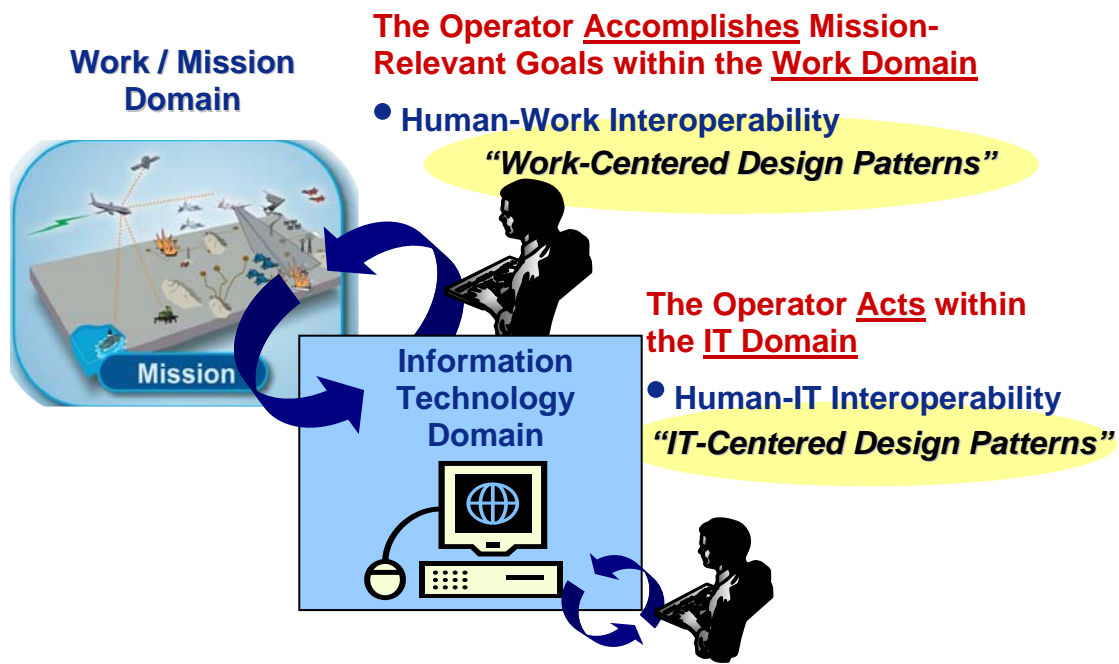 The Operator Accomplishes Mission-
Relevant Goals within the Work Domain
Work / Mission
Domain
• Human-Work Interoperability
“Work-Centered Design Patterns”
Mission
The Operator Acts within
the IT Domain
• Human-IT Interoperability
“IT-Centered Design Patterns”
Information
Technology
Domain